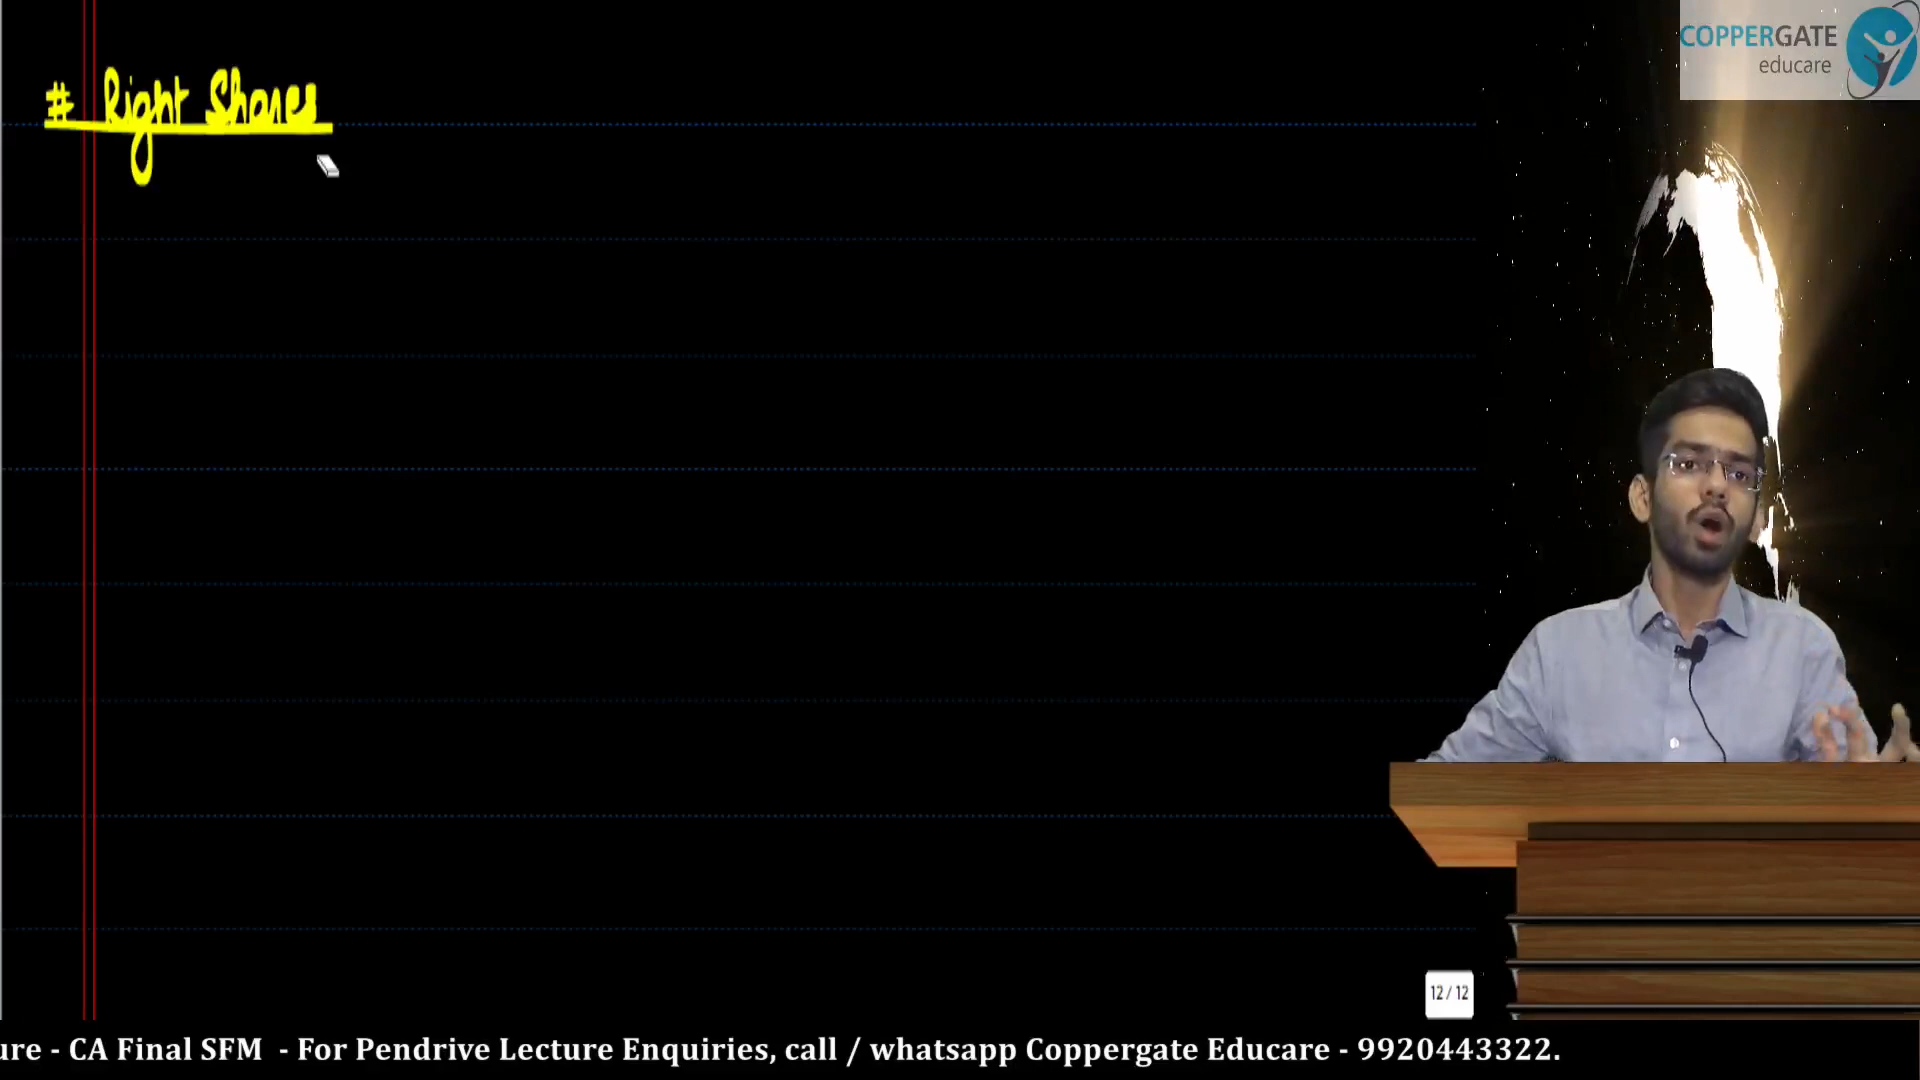 COPPERGATE
educare
# Right Shares
12 / 12
ure - CA Final SFM - For Pendrive Lecture Enquiries, call / whatsapp Coppergate Educare - 9920443322.